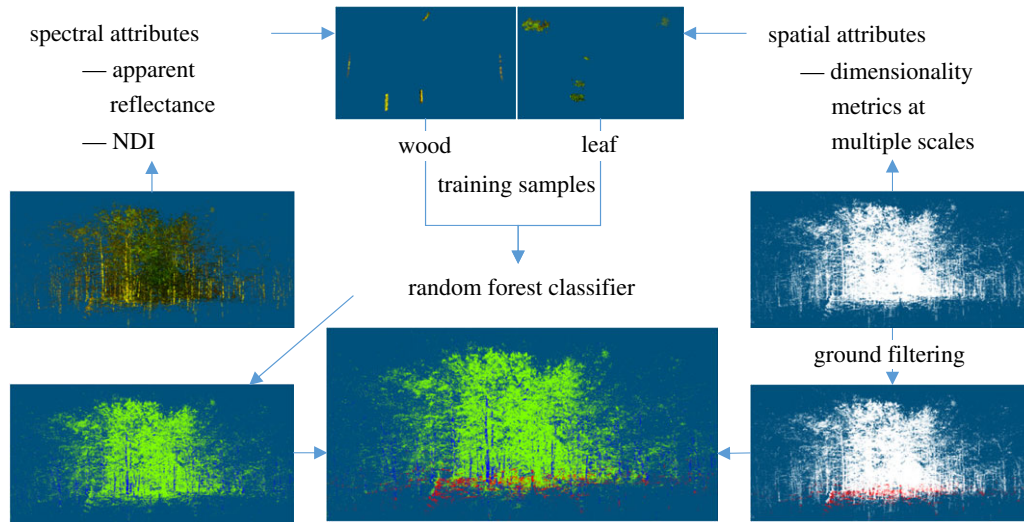 spectral attributes
— apparent
reflectance
— NDI
wood
leaf
training samples
spatial attributes
— dimensionality
metrics at
multiple scales
random forest classifier
ground filtering